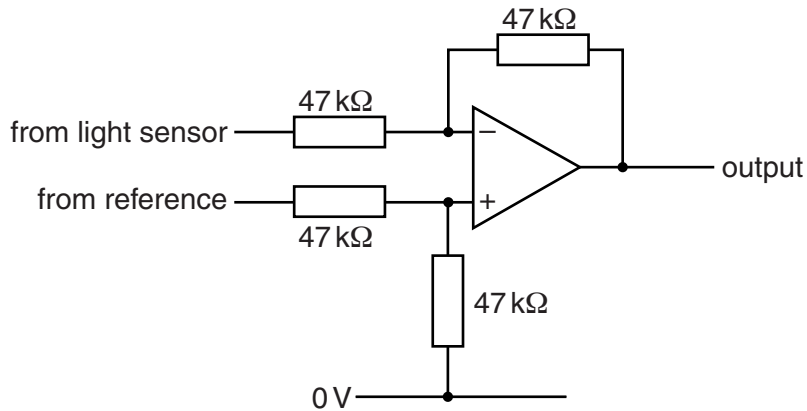 47 kΩ
47 kΩ
from light sensor
−
output
from reference
+
47 kΩ
47 kΩ
0 V